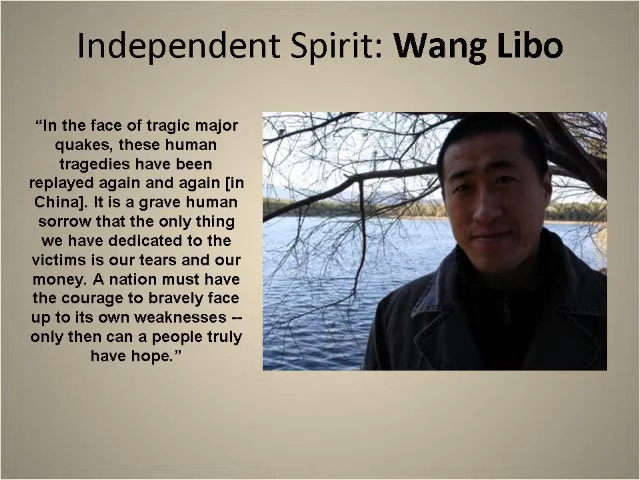 Independent Spirit: Wang Libo
“In the face of tragic major
quakes, these human
tragedies have been
replayed again and again [in
China]. It is a grave human
sorrow that the only thing
we have dedicated to the
victims is our tears and our
money. A nation must have
the courage to bravely face
up to its own weaknesses --
only then can a people truly
have hope.”